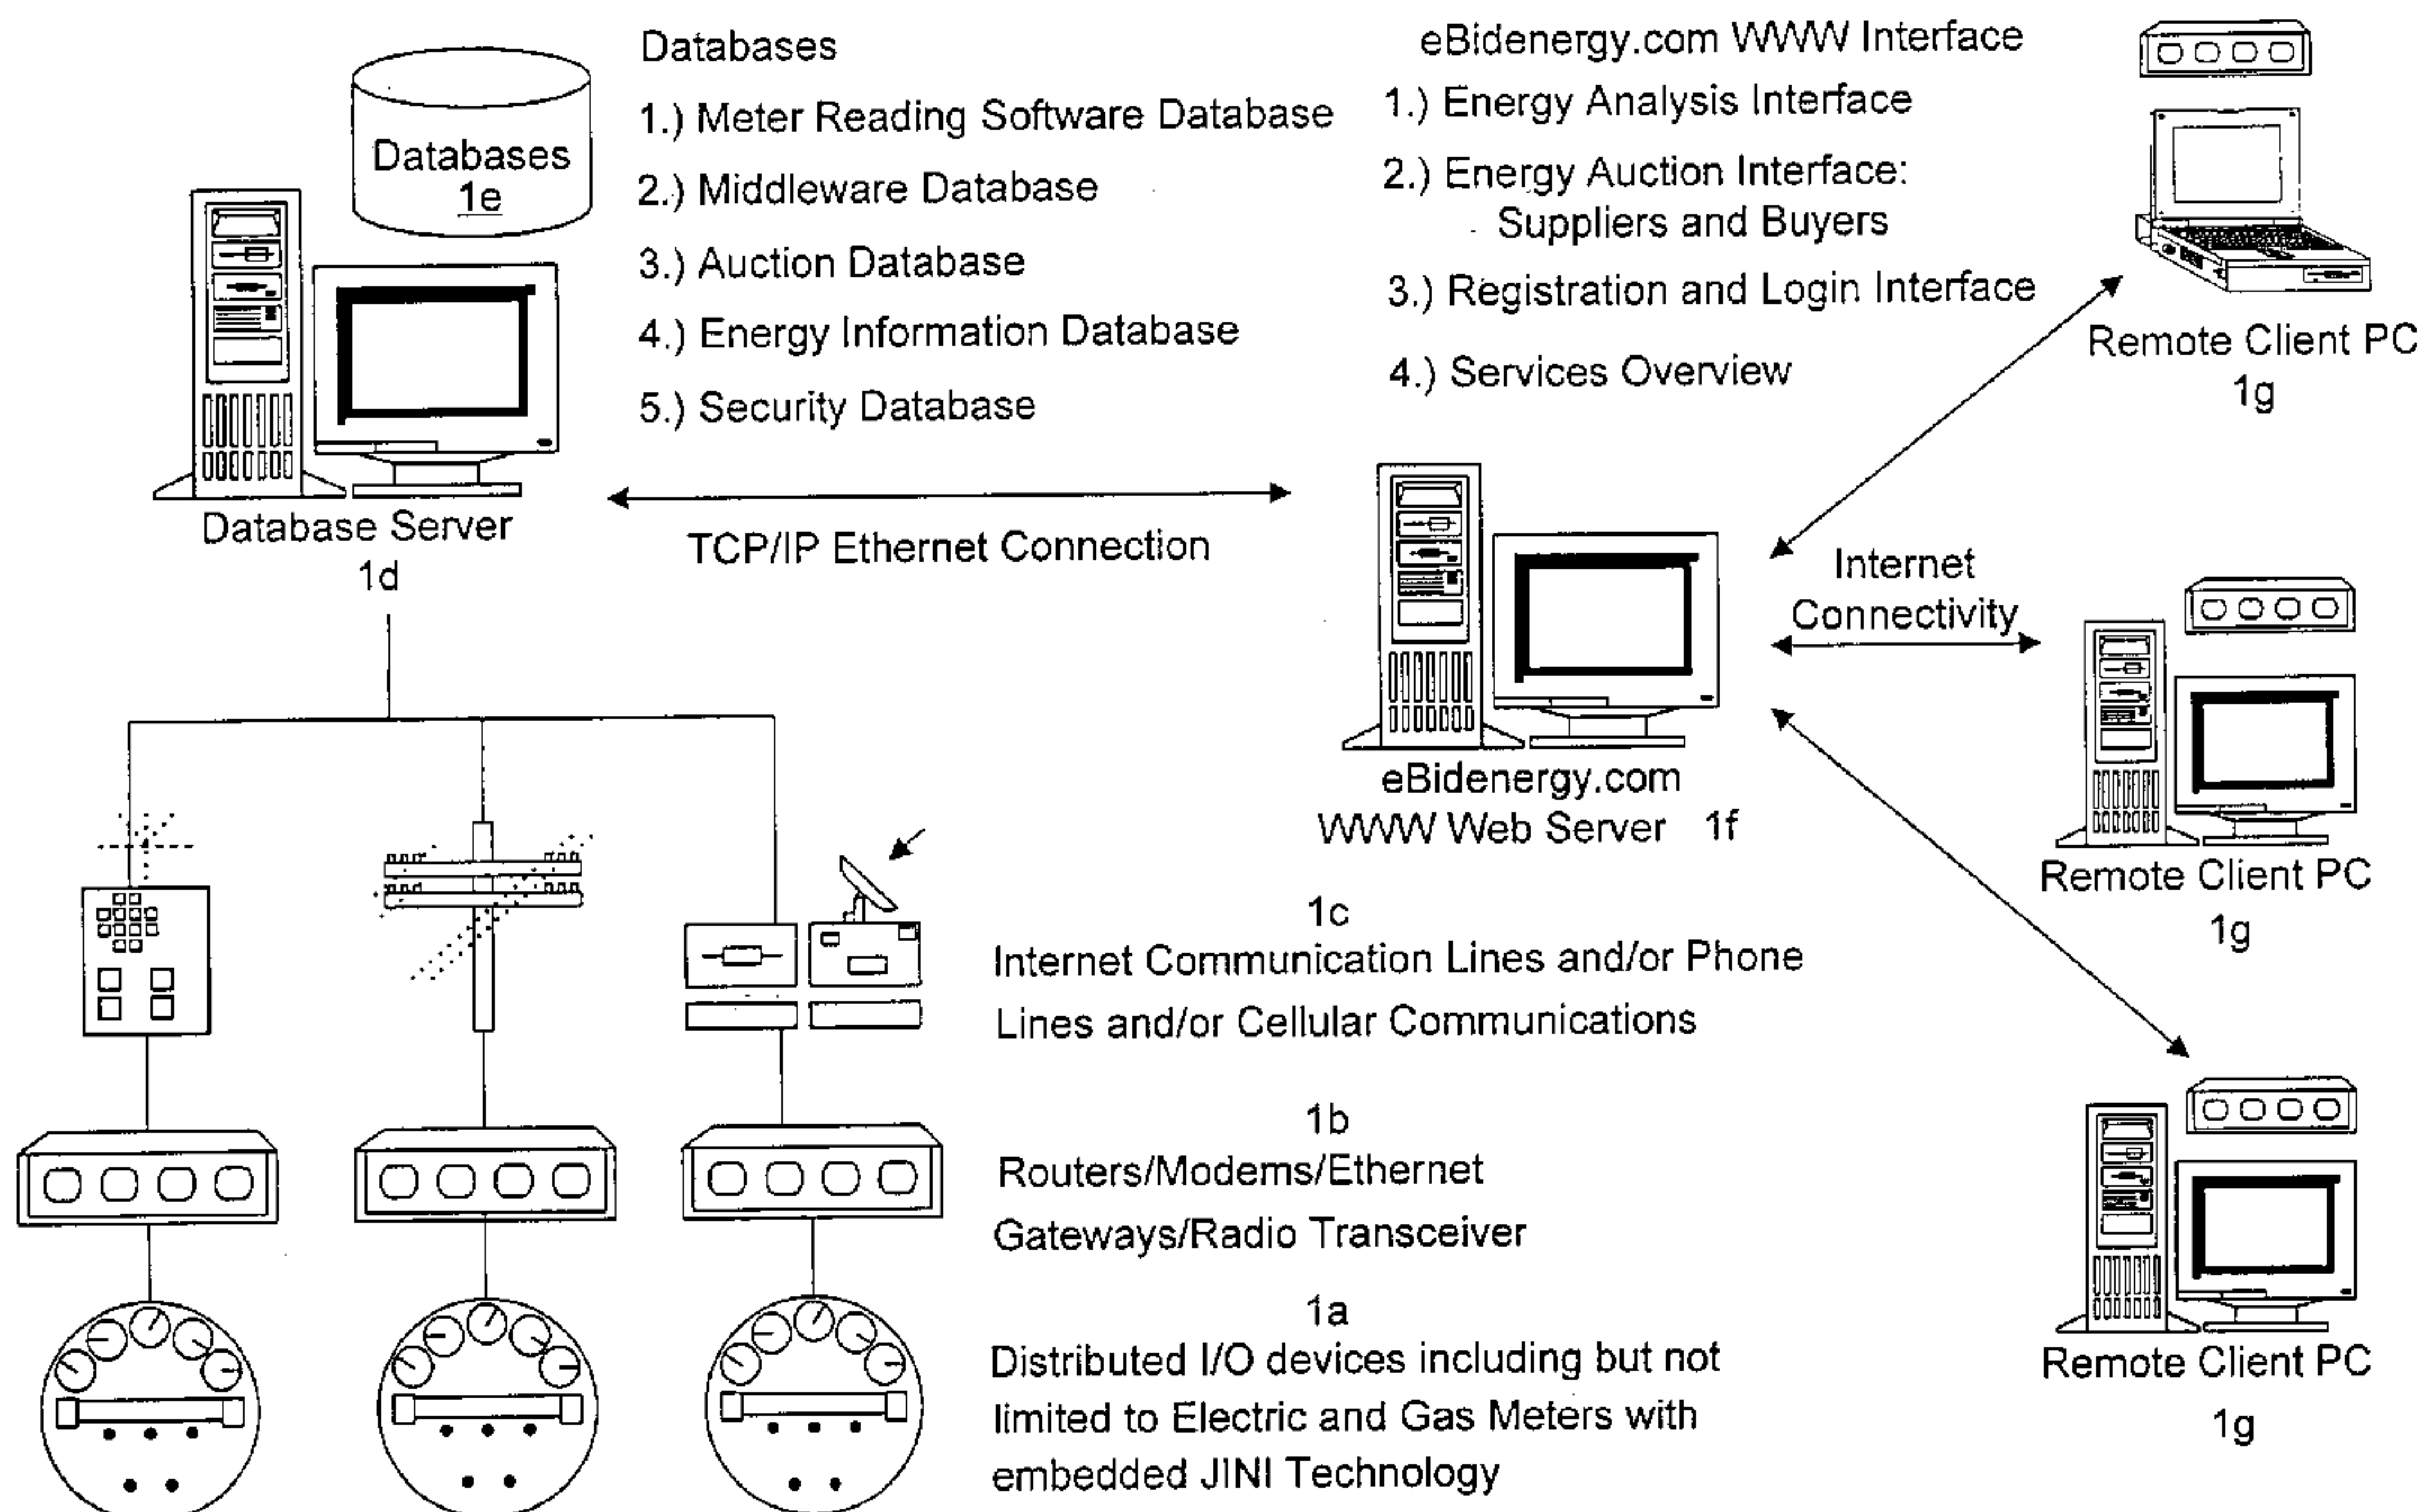 Databases
1e
Databases
1.) Meter Reading Software Database
2.) Middleware Database
3.) Auction Database
4.) Energy Information Database
5.) Security Database
eBidenergy.com WWW Interface
1.) Energy Analysis Interface
2.) Energy Auction Interface:
Suppliers and Buyers
3.) Registration and Login Interface
4.) Services Overview
Remote Client PC
1g
Database Server
1d
TCP/IP Ethernet Connection
Internet
Connectivity
eBidenergy.com
WWW Web Server 1f
Remote Client PC
1g
1c
Internet Communication Lines and/or Phone
Lines and/or Cellular Communications
1b
Routers/Modems/Ethernet
Gateways/Radio Transceiver
1a
Distributed I/O devices including but not
limited to Electric and Gas Meters with
embedded JINI Technology
Remote Client PC
1g